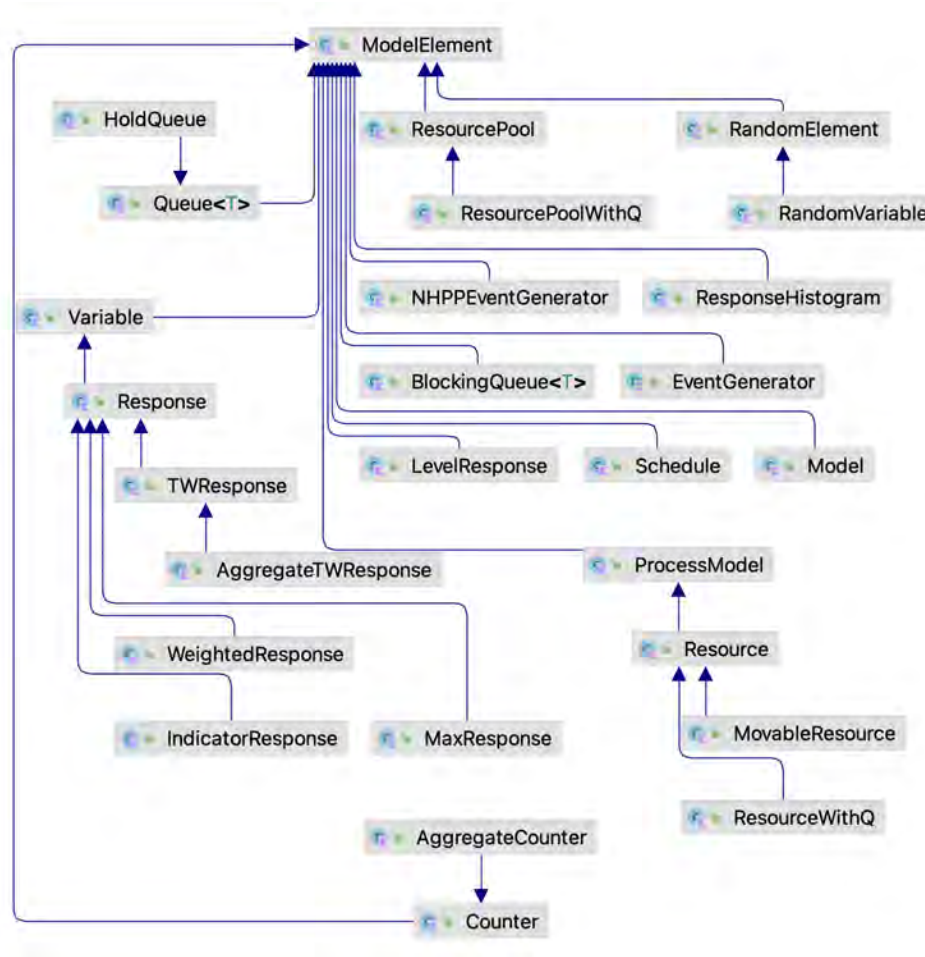 ModelElement
HoldQueue
ResourcePool
RandomElement
Queue<T>
ResourcePoolWithQ
RandomVariable
NHPPEventGenerator
ResponseHistogram
Variable
BlockingQueue<T>
EventGenerator
Response
LevelResponse
Schedule
Model
TWResponse
AggregateTWResponse
ProcessModel
WeightedResponse
Resource
IndicatorResponse
MaxResponse
MovableResource
ResourceWithQ
AggregateCounter
Counter